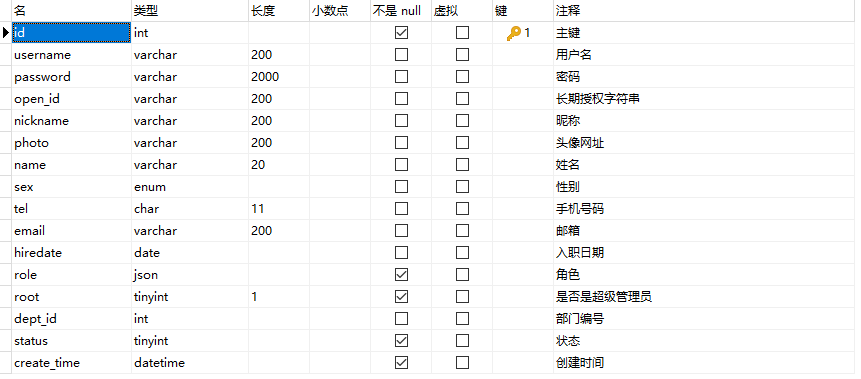 名 类型 长度 小数点 不是 null 虚拟 键 注释
id int 1 主键
username varchar 200 用户名
password varchar 2000 密码
open_id varchar 200 长期授权字符串
nickname varchar 200 昵称
photo varchar 200 头像网址
name varchar 20 姓名
sex enum 性别
tel char 11 手机号码
email varchar 200 邮箱
hiredate date 入职日期
role json 角色
root tinyint 1 是否是超级管理员
dept_id int 部门编号
status tinyint 状态
create_time datetime 创建时间